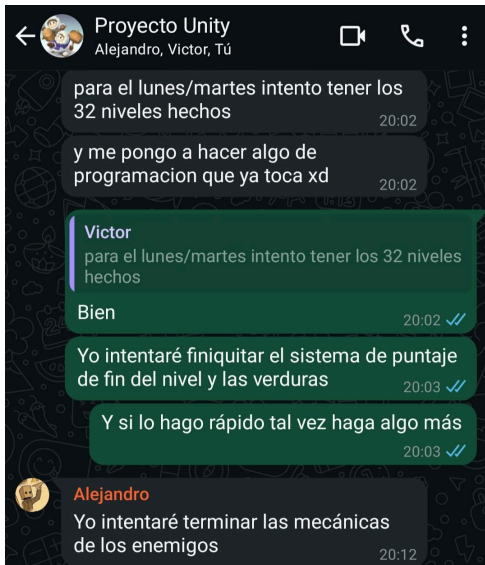 Proyecto Unity
Alejandro, Victor, Tú
para el lunes/martes intento tener los
32 niveles hechos
20:02
y me pongo a hacer algo de
programacion que ya toca xd
20:02
Victor
para el lunes/martes intento tener los 32 niveles
hechos
Bien
20:02
Yo intentaré finiquitar el sistema de puntaje
de fin del nivel y las verduras
20:03
Y si lo hago rápido tal vez haga algo más
20:03
Alejandro
Yo intentaré terminar las mecánicas
de los enemigos
20:12